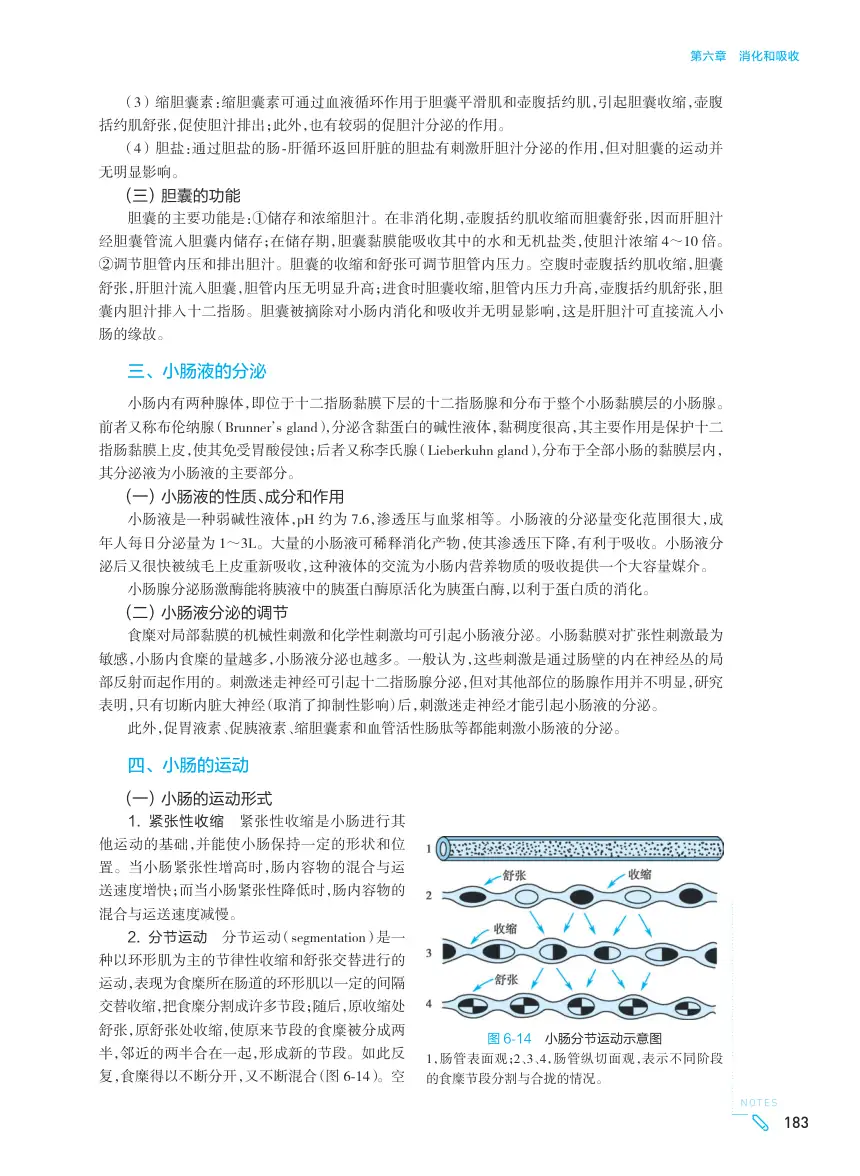 第六章 消化和吸收
（3）缩胆囊素:缩胆囊素可通过血液循环作用于胆囊平滑肌和壶腹括约肌,引起胆囊收缩,壶腹
括约肌舒张,促使胆汁排出;此外,也有较弱的促胆汁分泌的作用。
（4）胆盐:通过胆盐的肠-肝循环返回肝脏的胆盐有刺激肝胆汁分泌的作用,但对胆囊的运动并
无明显影响。
（三）胆囊的功能
胆囊的主要功能是:①储存和浓缩胆汁。在非消化期,壶腹括约肌收缩而胆囊舒张,因而肝胆汁
经胆囊管流入胆囊内储存;在储存期,胆囊黏膜能吸收其中的水和无机盐类,使胆汁浓缩 4～10 倍。
②调节胆管内压和排出胆汁。胆囊的收缩和舒张可调节胆管内压力。空腹时壶腹括约肌收缩,胆囊
舒张,肝胆汁流入胆囊,胆管内压无明显升高;进食时胆囊收缩,胆管内压力升高,壶腹括约肌舒张,胆
囊内胆汁排入十二指肠。胆囊被摘除对小肠内消化和吸收并无明显影响,这是肝胆汁可直接流入小
肠的缘故。
三、小肠液的分泌
小肠内有两种腺体,即位于十二指肠黏膜下层的十二指肠腺和分布于整个小肠黏膜层的小肠腺。
前者又称布伦纳腺（Brunner's gland）,分泌含黏蛋白的碱性液体,黏稠度很高,其主要作用是保护十二
指肠黏膜上皮,使其免受胃酸侵蚀;后者又称李氏腺（Lieberkuhn gland）,分布于全部小肠的黏膜层内,
其分泌液为小肠液的主要部分。
（一）小肠液的性质、成分和作用
小肠液是一种弱碱性液体,pH 约为 7.6,渗透压与血浆相等。小肠液的分泌量变化范围很大,成
年人每日分泌量为 1～3L。大量的小肠液可稀释消化产物,使其渗透压下降,有利于吸收。小肠液分
泌后又很快被绒毛上皮重新吸收,这种液体的交流为小肠内营养物质的吸收提供一个大容量媒介。
小肠腺分泌肠激酶能将胰液中的胰蛋白酶原活化为胰蛋白酶,以利于蛋白质的消化。
（二）小肠液分泌的调节
食糜对局部黏膜的机械性刺激和化学性刺激均可引起小肠液分泌。小肠黏膜对扩张性刺激最为
敏感,小肠内食糜的量越多,小肠液分泌也越多。一般认为,这些刺激是通过肠壁的内在神经丛的局
部反射而起作用的。刺激迷走神经可引起十二指肠腺分泌,但对其他部位的肠腺作用并不明显,研究
表明,只有切断内脏大神经（取消了抑制性影响）后,刺激迷走神经才能引起小肠液的分泌。
此外,促胃液素、促胰液素、缩胆囊素和血管活性肠肽等都能刺激小肠液的分泌。
四、小肠的运动
（一）小肠的运动形式
1. 紧张性收缩 紧张性收缩是小肠进行其
他运动的基础,并能使小肠保持一定的形状和位
置。当小肠紧张性增高时,肠内容物的混合与运
送速度增快;而当小肠紧张性降低时,肠内容物的
混合与运送速度减慢。
2. 分节运动 分节运动（segmentation）是一
种以环形肌为主的节律性收缩和舒张交替进行的
运动,表现为食糜所在肠道的环形肌以一定的间隔
交替收缩,把食糜分割成许多节段;随后,原收缩处
舒张,原舒张处收缩,使原来节段的食糜被分成两
半,邻近的两半合在一起,形成新的节段。如此反
复,食糜得以不断分开,又不断混合（图 6-14）。空
1
舒张 收缩
2
收缩
3
舒张
4
图 6-14 小肠分节运动示意图
1,肠管表面观;2、3、4,肠管纵切面观,表示不同阶段
的食糜节段分割与合拢的情况。
NOTES
183